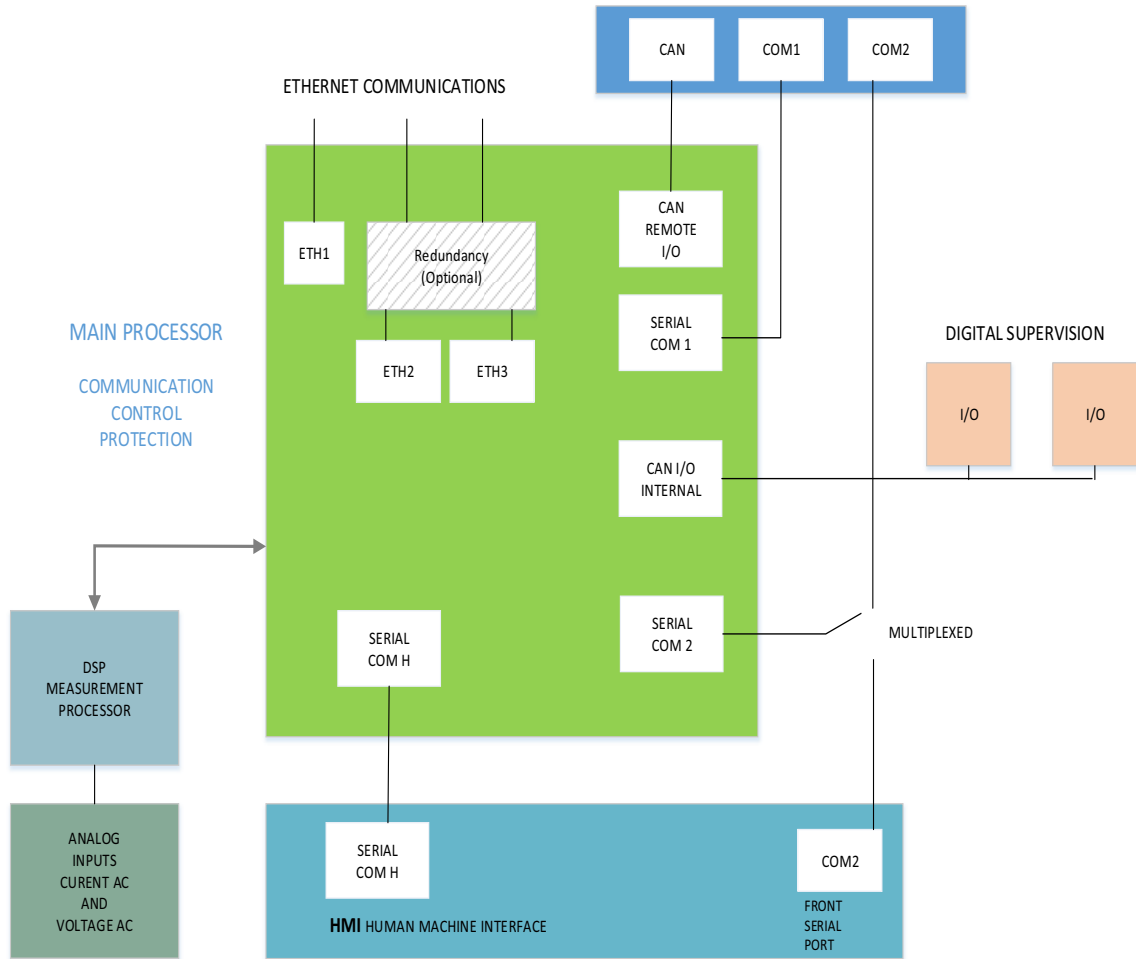 CAN
COM1
COM2
ETHERNET COMMUNICATIONS
ETH1
Redundancy
(Optional)
CAN
REMOTE
I/O
SERIAL
COM 1
ETH2
ETH3
MAIN PROCESSOR
COMMUNICATION
CONTROL
PROTECTION
DIGITAL SUPERVISION
I/O
I/O
CAN I/O
INTERNAL
SERIAL
COM H
SERIAL
COM 2
MULTIPLEXED
DSP
MEASUREMENT
PROCESSOR
ANALOG
INPUTS
CURENT AC
AND
VOLTAGE AC
SERIAL
COM H
HMI HUMAN MACHINE INTERFACE
COM2
FRONT
SERIAL
PORT